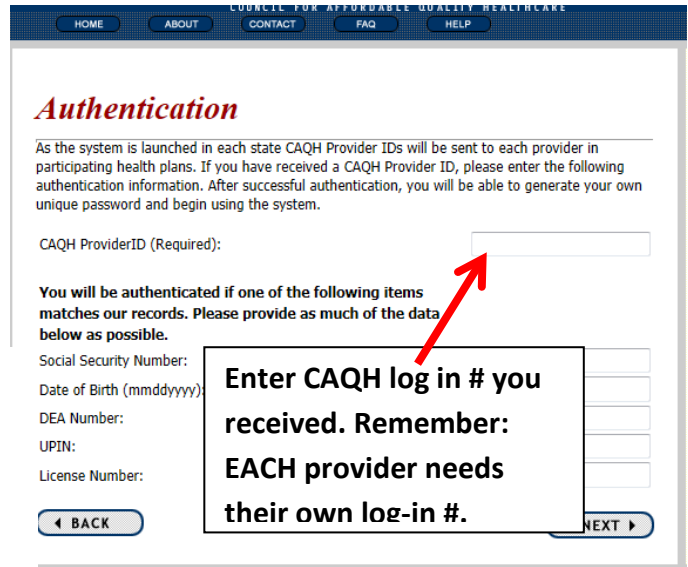 COUNCIL FOR AFFORDABLE QUALITY HEALTHCARE
HOME ABOUT CONTACT FAQ HELP
Authentication
As the system is launched in each state CAQH Provider IDs will be sent to each provider in
participating health plans. If you have received a CAQH Provider ID, please enter the following
authentication information. After successful authentication, you will be able to generate your own
unique password and begin using the system.
CAQH ProviderID (Required):
You will be authenticated if one of the following items
matches our records. Please provide as much of the data
below as possible.
Social Security Number:
Date of Birth (mmddyyyy):
DEA Number:
UPIN:
License Number:
Enter CAQH log in # you
received. Remember:
EACH provider needs
their own log-in #.
BACK
NEXT